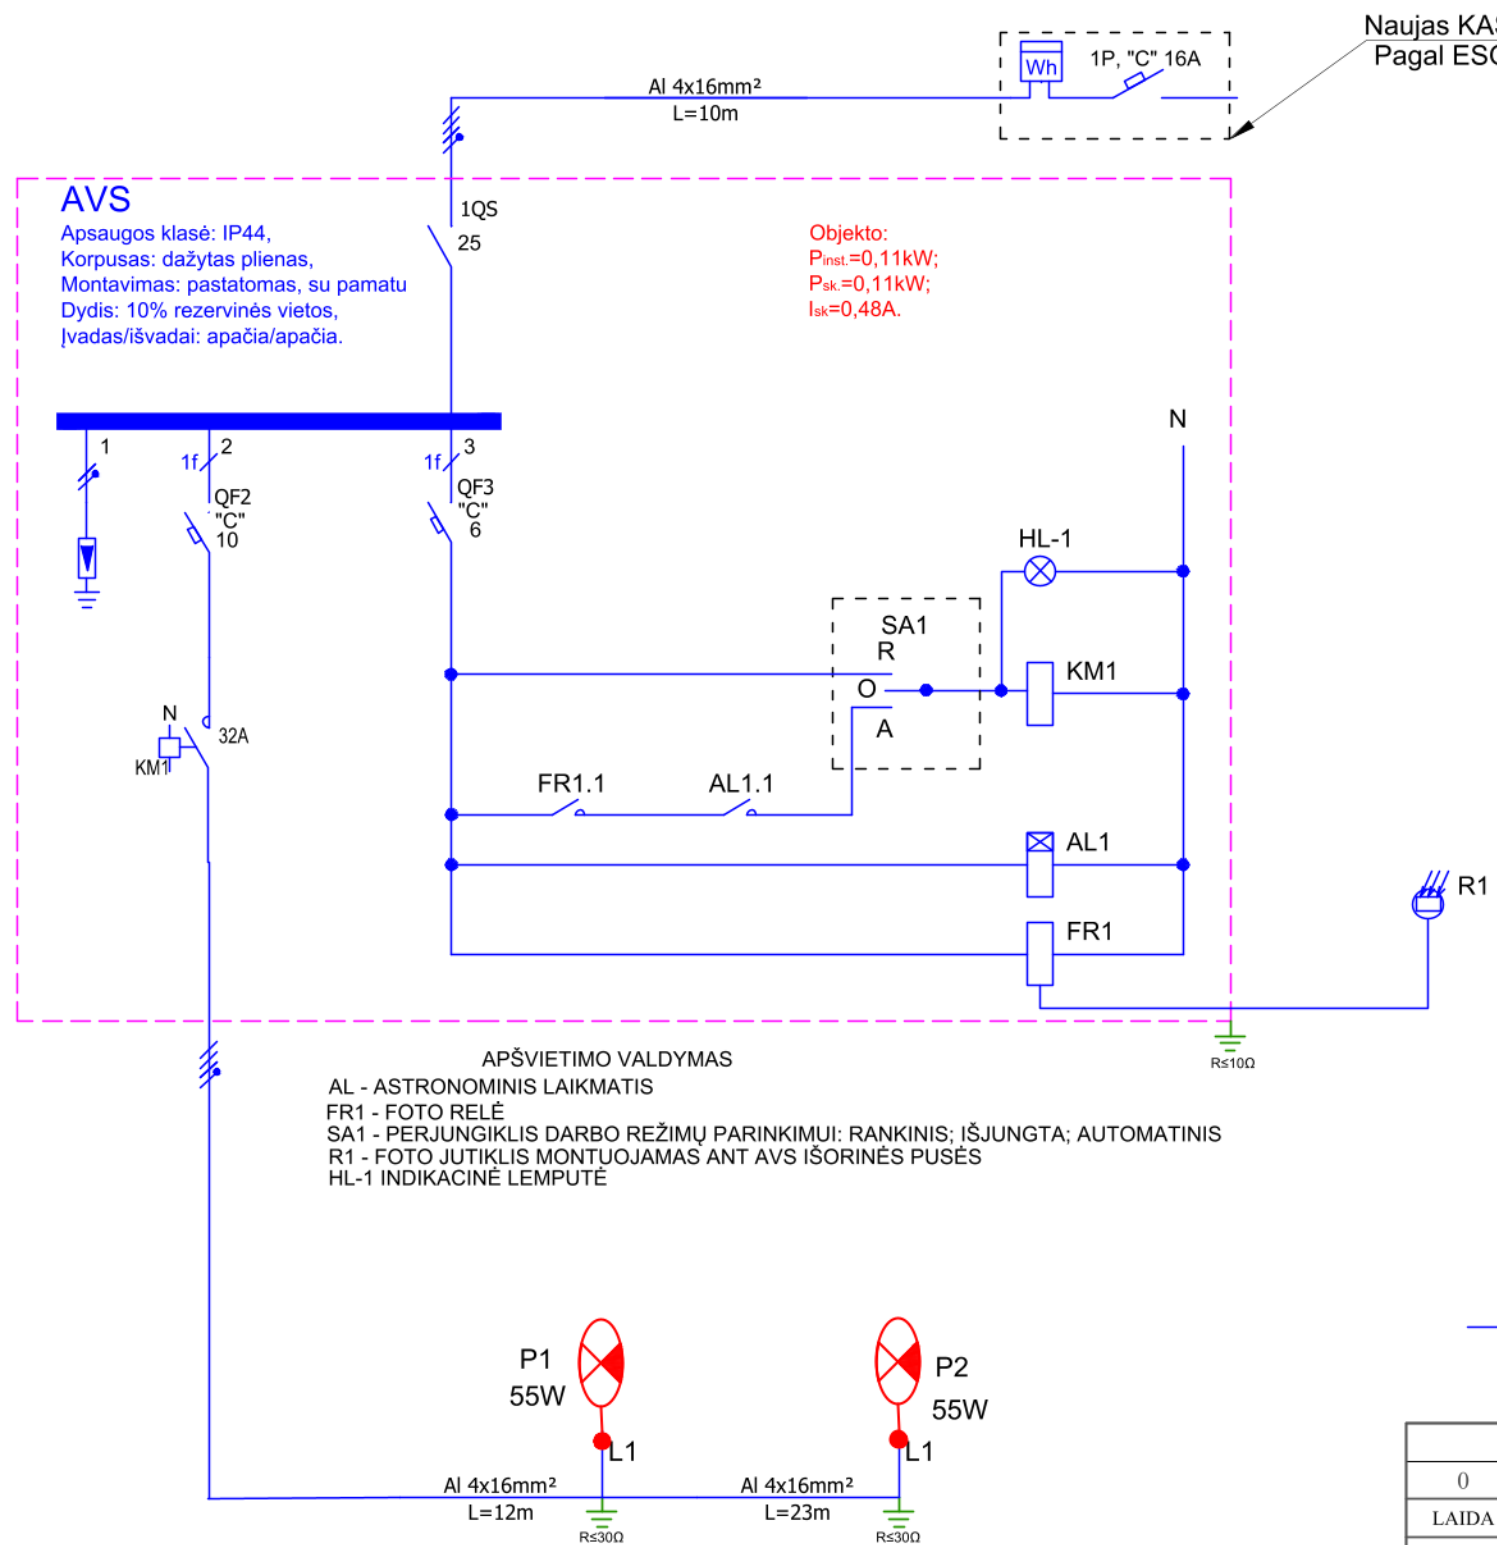 Naujas
Pagal
Wh
1P, "C" 16A
Al 4x16mm²
L=10m
AVS
Apsaugos klasė: IP44,
Korpusas: dažytas plienas,
Montavimas: pastatomas, su pamatu
Dydis: 10% rezervinės vietos,
Įvadas/išvadai: apačia/apačia.
1QS
25
Objekto:
Pinst.=0,11kW;
Psk.=0,11kW;
Isk=0,48A.
1
1f
2
1f
3
QF2
"C"
10
QF3
"C"
6
N
HL-1
SA1
R
O
A
KM1
N
32A
KM1
FR1.1
AL1.1
AL1
FR1
R1
R≤10Ω
APŠVIETIMO VALDYMAS
AL - ASTRONOMINIS LAIKMATIS
FR1 - FOTO RELĖ
SA1 - PERJUNGIKLIS DARBO REŽIMŲ PARINKIMUI: RANKINIS; IŠJUNGTA; AUTOMATINIS
R1 - FOTO JUTIKLIS MONTUOJAMAS ANT AVS IŠORINĖS PUSĖS
HL-1 INDIKACINĖ LEMPUTĖ
P1
55W
P2
55W
L1
L1
Al 4x16mm²
L=12m
Al 4x16mm²
L=23m
R≤30Ω
R≤30Ω
0
LAIDA